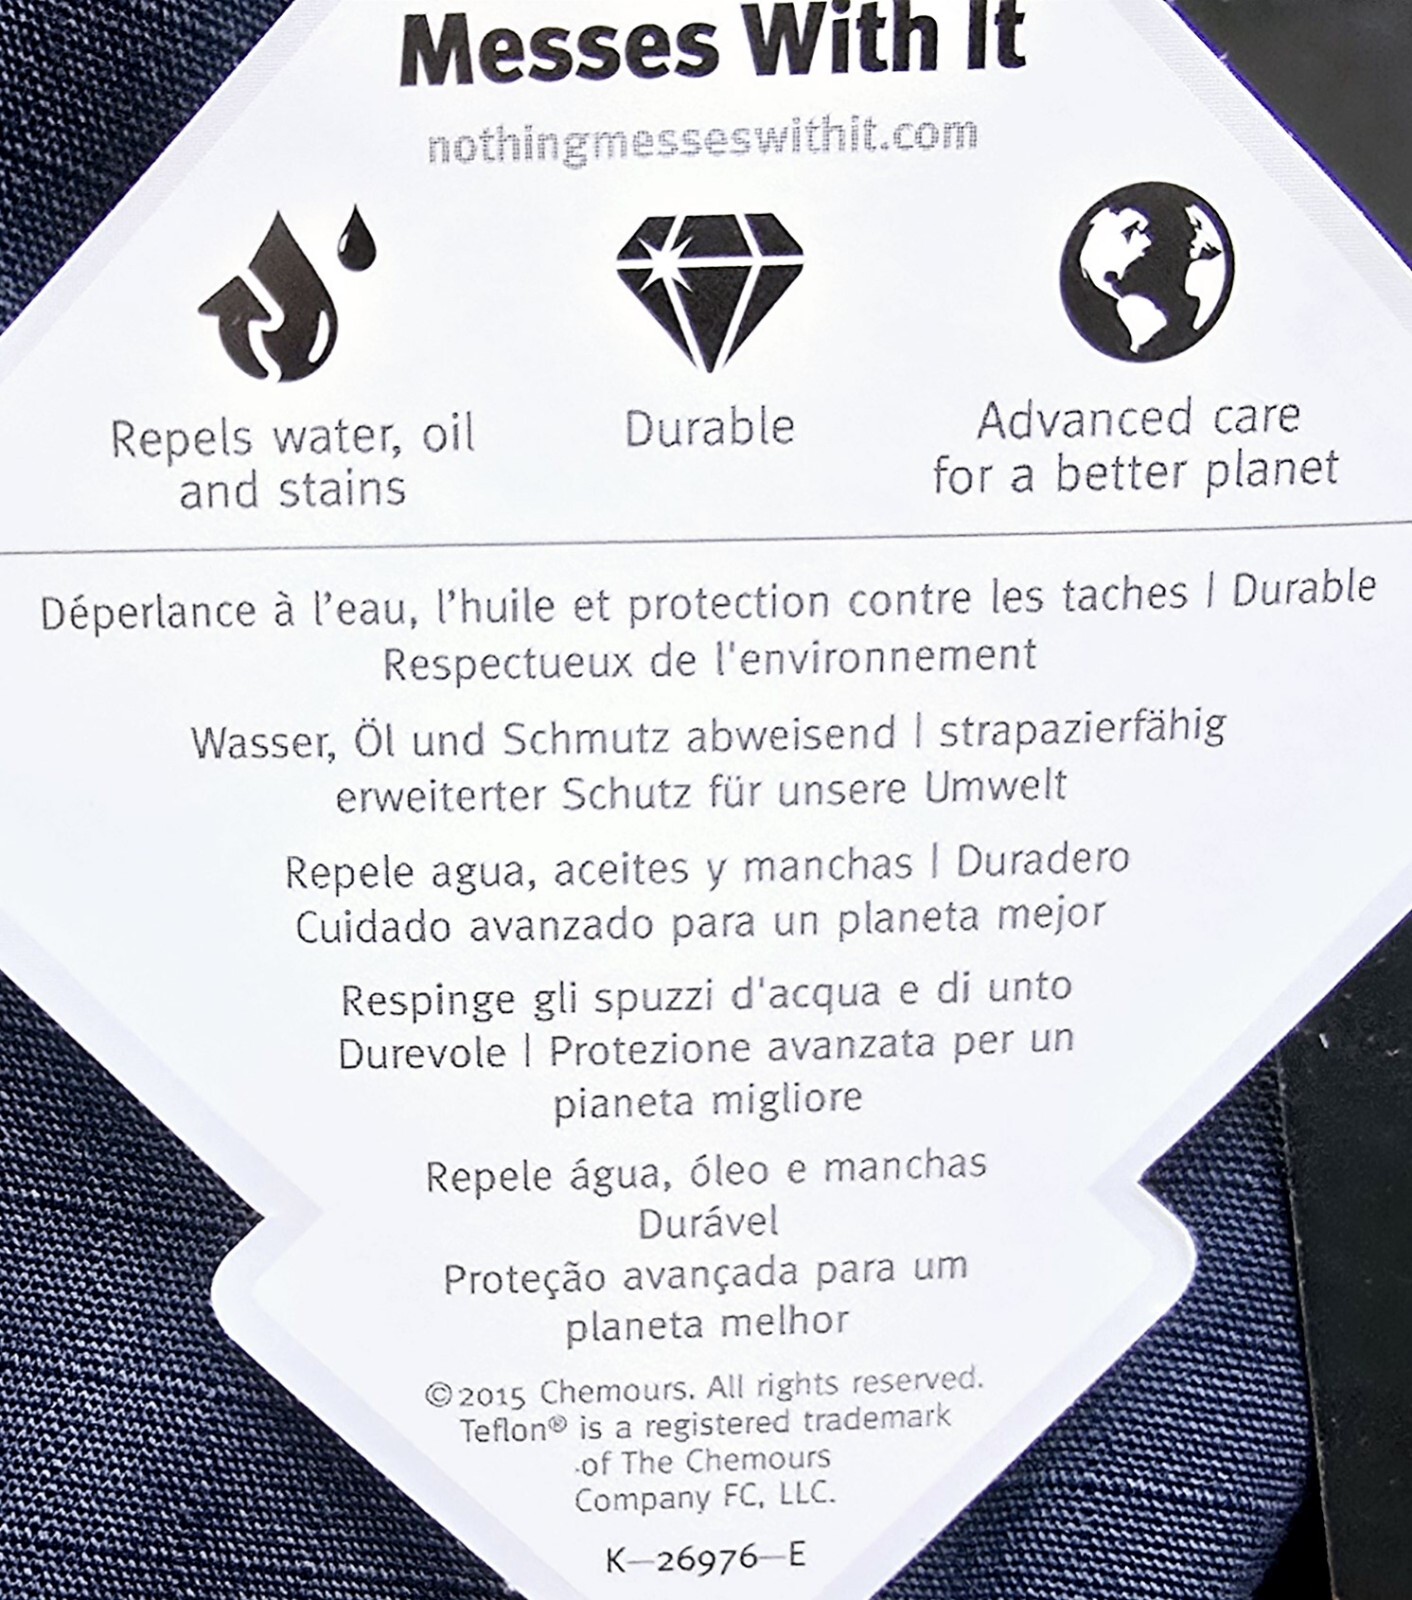 Messes With It
nothingmesseswithit.com
Repels water, oil
and stains
Durable
Advanced care
for a better planet
Déperlance à l’eau, l’huile et protection contre les taches | Durable
Respectueux de l'environnement
Wasser, Öl und Schmutz abweisend | strapazierfähig
erweiterter Schutz für unsere Umwelt
Repele agua, aceites y manchas | Duradero
Cuidado avanzado para un planeta mejor
Respinge gli spuzzi d'acqua e di unto
Durevole | Protezione avanzata per un
pianeta migliore
Repele água, óleo e manchas
Durável
Proteção avançada para um
planeta melhor
©2015 Chemours. All rights reserved.
Teflon® is a registered trademark
of The Chemours
Company FC, LLC.
K—26976—E